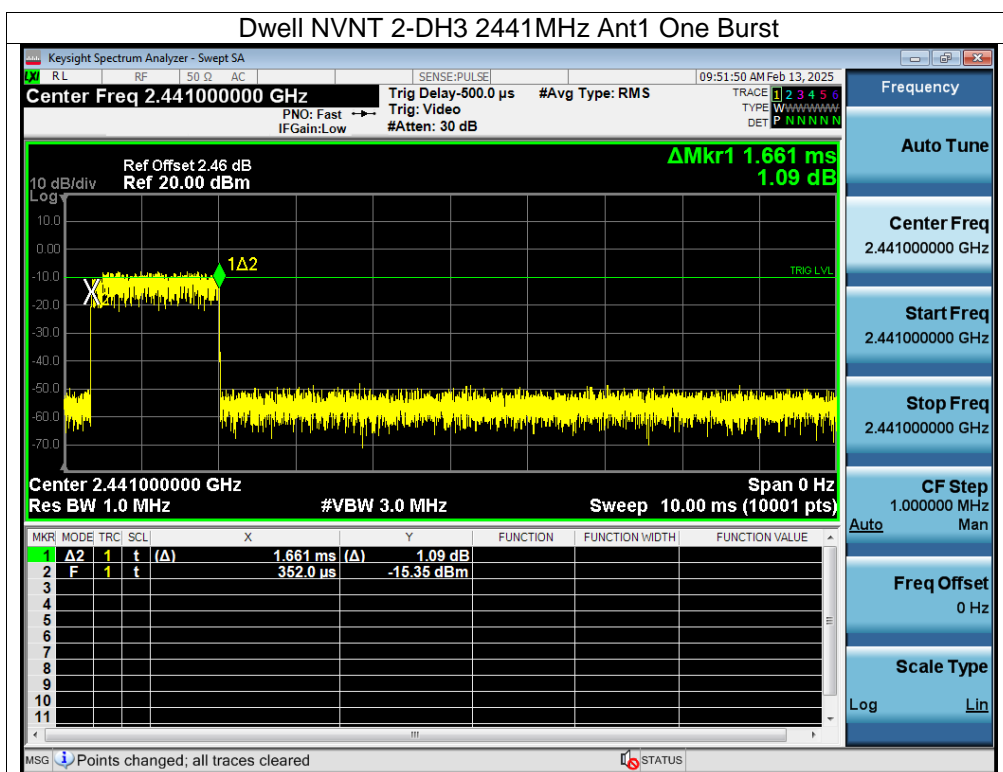 Dwell NVNT 2-DH3 2441MHz Ant1 One Burst
Keysight Spectrum Analyzer - Swept SA
LXI RL RF 50 Ω AC SENSE:PULSE 09:51:50 AM Feb 13, 2025
Center Freq 2.441000000 GHz Trig Delay-500.0 µs #Avg Type: RMS TRACE 1 2 3 4 5 6
PNO: Fast Trig: Video TYPE WWWWWW
IFGain:Low #Atten: 30 dB DET P N N N N N
Frequency
Auto Tune
ΔMkr1 1.661 ms
Ref Offset 2.46 dB
10 dB/div Ref 20.00 dBm 1.09 dB
Log
10.0
0.00
-10.0
-20.0
-30.0
-40.0
-50.0
-60.0
-70.0
1Δ2
TRIG LVL
X2
Center 2.441000000 GHz Span 0 Hz
Res BW 1.0 MHz #VBW 3.0 MHz Sweep 10.00 ms (10001 pts)
MKR MODE TRC SCL X Y FUNCTION FUNCTION WIDTH FUNCTION VALUE
1 Δ2 1 t (Δ) 1.661 ms (Δ) 1.09 dB
2 F 1 t 352.0 µs -15.35 dBm
3
4
5
6
7
8
9
10
11
Center Freq
2.441000000 GHz
Start Freq
2.441000000 GHz
Stop Freq
2.441000000 GHz
CF Step
1.000000 MHz
Auto Man
Freq Offset
0 Hz
Scale Type
Log Lin
MSG Points changed; all traces cleared STATUS